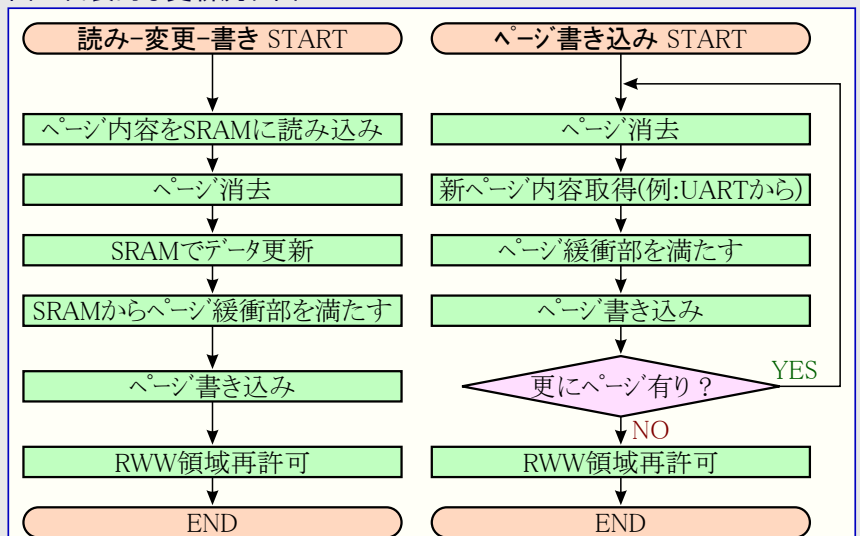 読み-変更-書き START
ページ内容をSRAMに読み込み
ページ消去
SRAMでデータ更新
SRAMからページ緩衝部を満たす
ページ書き込み
RWW領域再許可
END
ページ書き込み START
ページ消去
新ページ内容取得(例:UARTから)
ページ緩衝部を満たす
ページ書き込み
更にページ有り?
YES
NO
RWW領域再許可
END